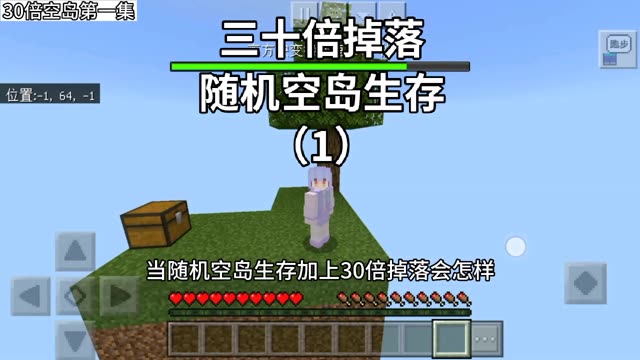 30倍空岛第一集
三十倍掉落
随机空岛生存
（1）
跑步
位置:-1, 64, -1
当随机空岛生存加上30倍掉落会怎样